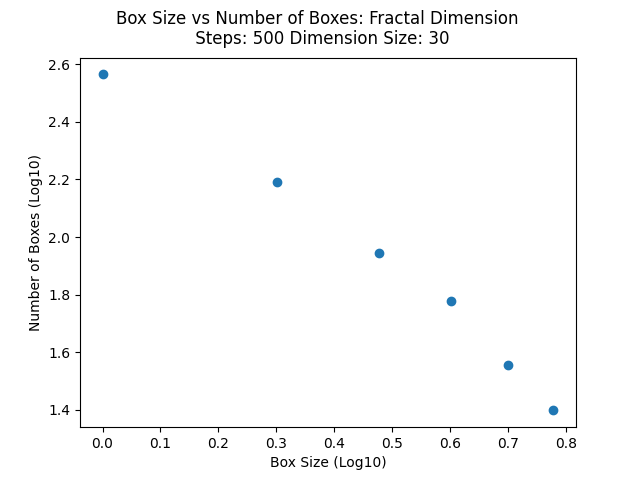 Box Size vs Number of Boxes: Fractal Dimension
Steps: 500 Dimension Size: 30
2.6
2.4
2.2
2.0
1.8
1.6
1.4
Number of Boxes (Log10)
0.0 0.1 0.2 0.3 0.4 0.5 0.6 0.7 0.8
Box Size (Log10)